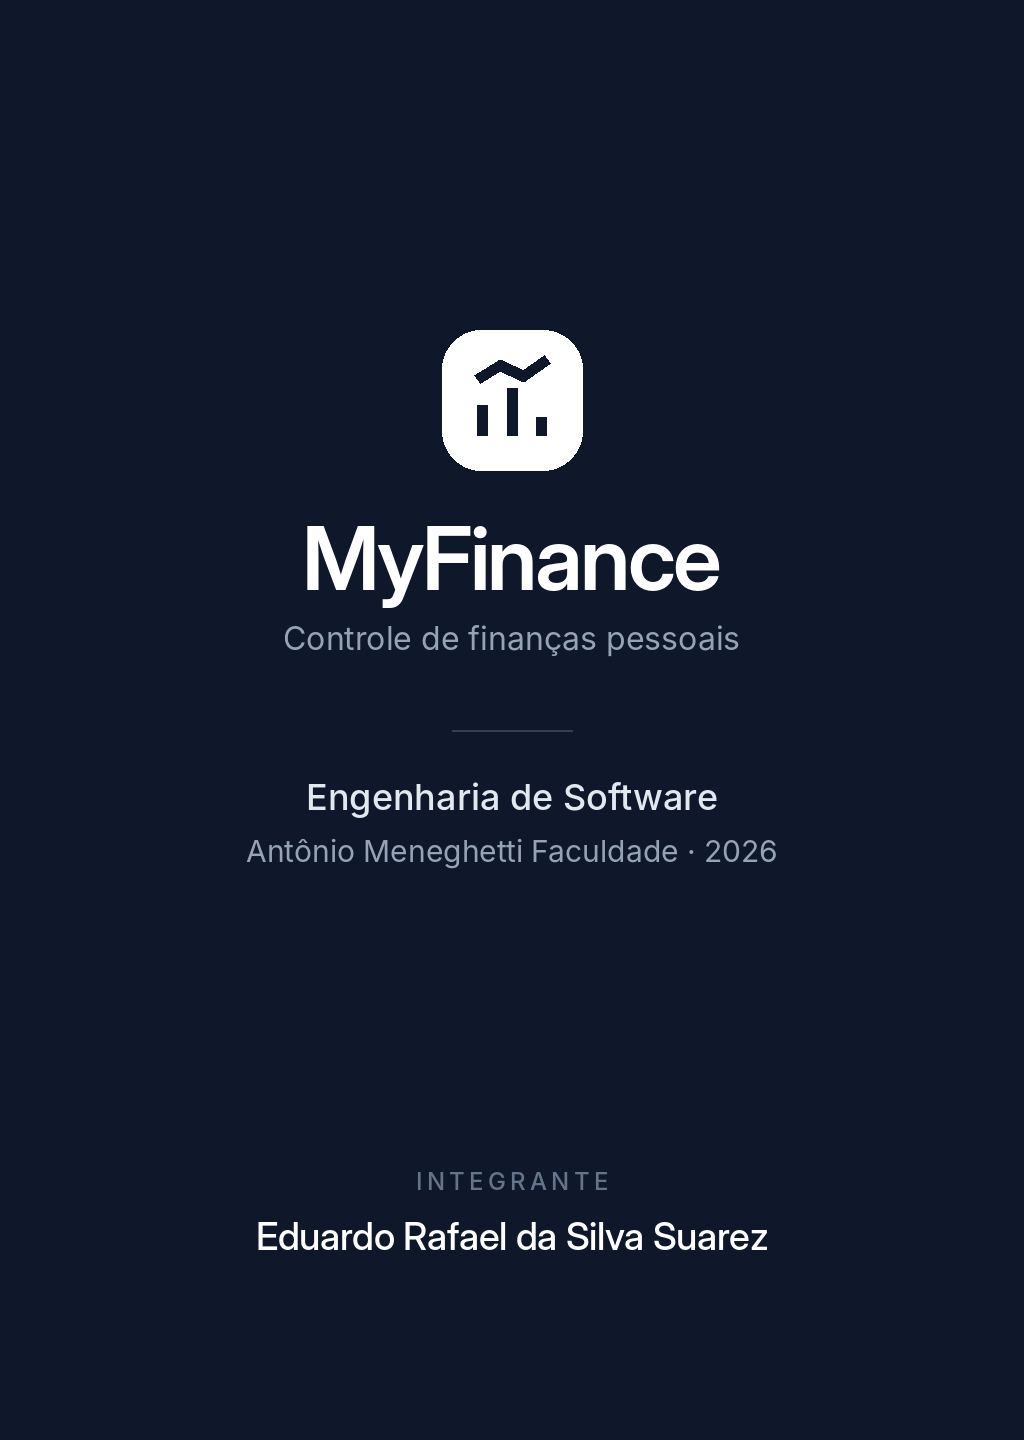 MyFinance
Controle de finanças pessoais
Engenharia de Software
Antônio Meneghetti Faculdade · 2026
INTEGRANTE
Eduardo Rafael da Silva Suarez